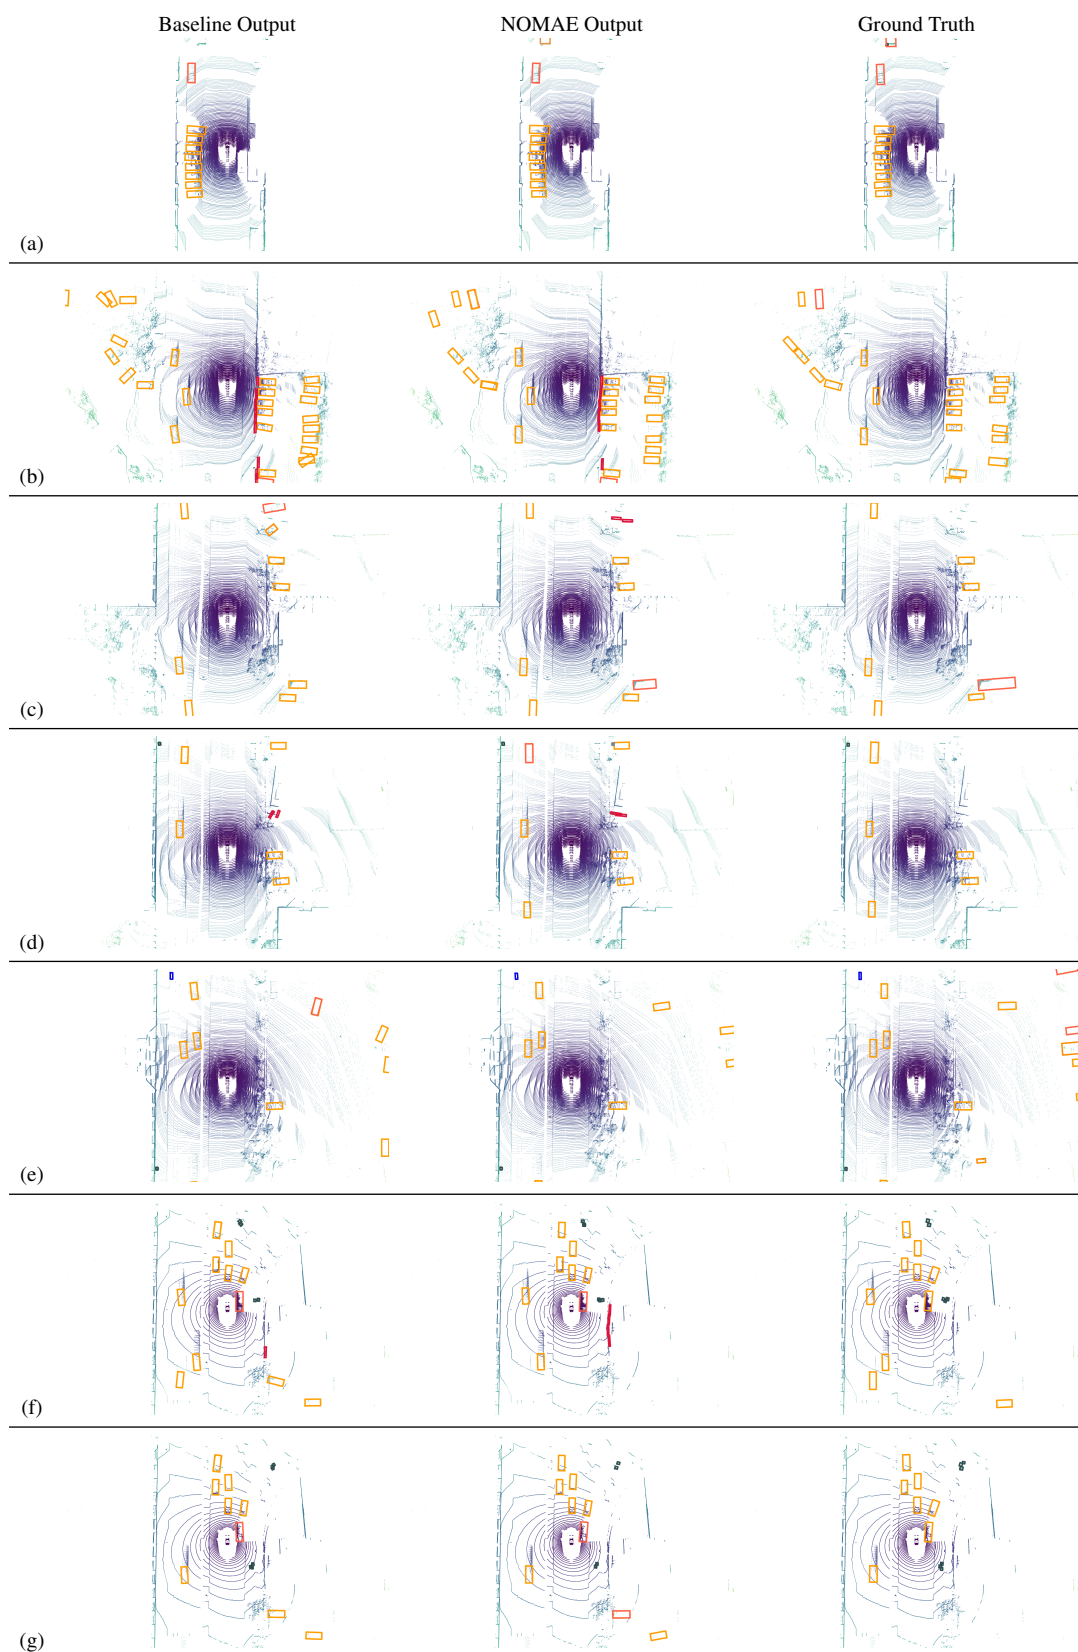 Baseline Output NOMAE Output Ground Truth
(a)
(b)
(c)
(d)
(e)
(f)
(g)